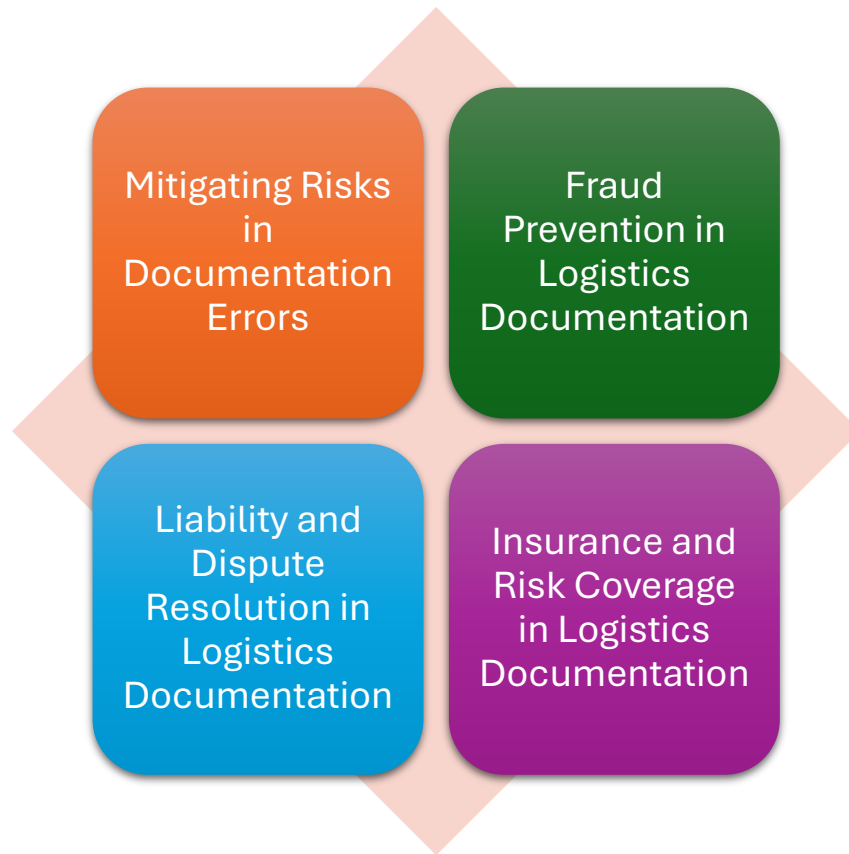 Mitigating Risks
in
Documentation
Errors
Fraud
Prevention in
Logistics
Documentation
Liability and
Dispute
Resolution in
Logistics
Documentation
Insurance and
Risk Coverage
in Logistics
Documentation